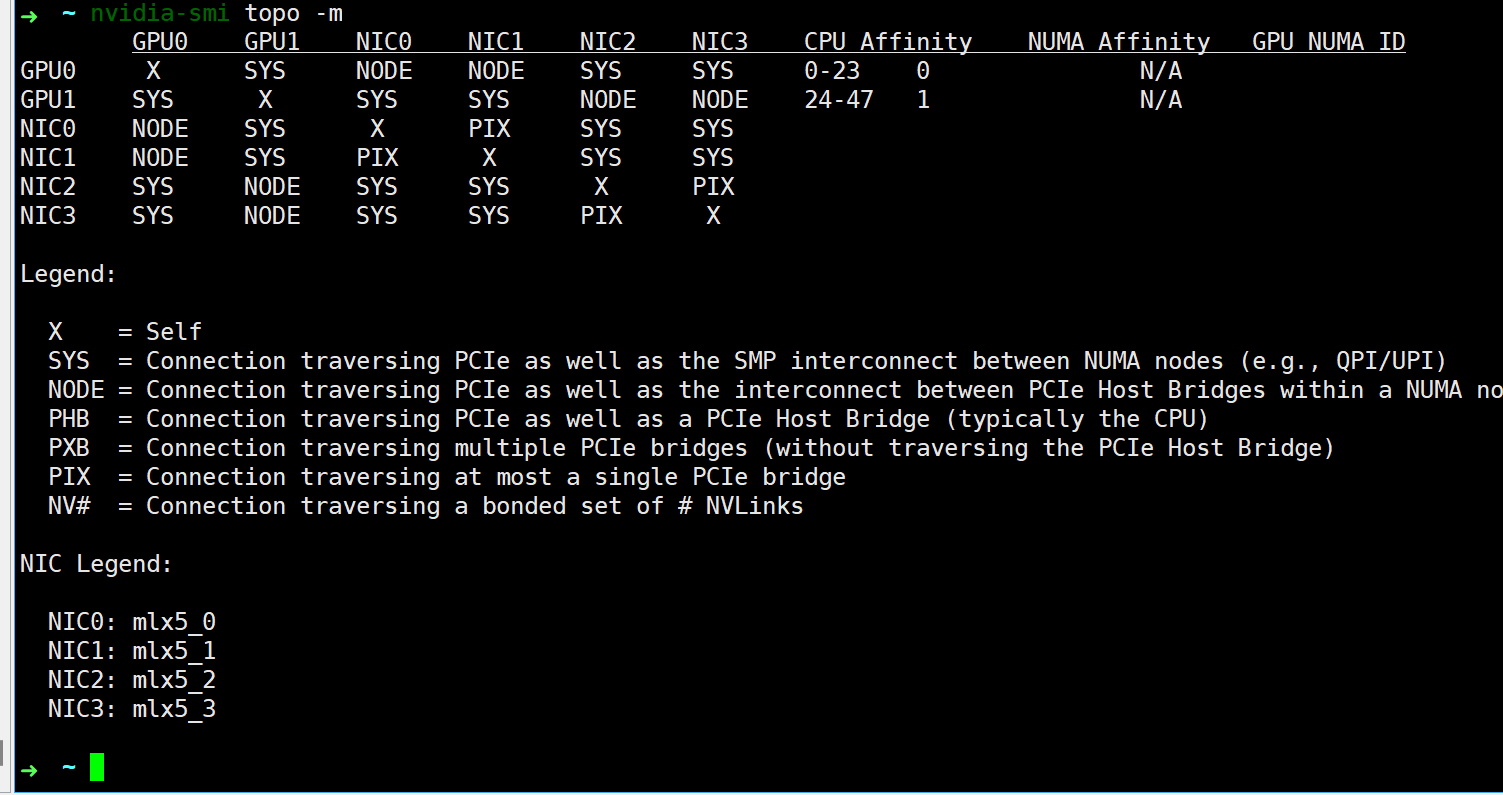 ➜ ~ nvidia-smi topo -m
GPU0 GPU1 NIC0 NIC1 NIC2 NIC3 CPU Affinity NUMA Affinity GPU NUMA ID
GPU0 X SYS NODE NODE SYS SYS 0-23 0 N/A
GPU1 SYS X SYS SYS NODE NODE 24-47 1 N/A
NIC0 NODE SYS X PIX SYS SYS
NIC1 NODE SYS PIX X SYS SYS
NIC2 SYS NODE SYS SYS X PIX
NIC3 SYS NODE SYS SYS PIX X
Legend:
X = Self
SYS = Connection traversing PCIe as well as the SMP interconnect between NUMA nodes (e.g., QPI/UPI)
NODE = Connection traversing PCIe as well as the interconnect between PCIe Host Bridges within a NUMA no
PHB = Connection traversing PCIe as well as a PCIe Host Bridge (typically the CPU)
PXB = Connection traversing multiple PCIe bridges (without traversing the PCIe Host Bridge)
PIX = Connection traversing at most a single PCIe bridge
NV# = Connection traversing a bonded set of # NVLinks
NIC Legend:
NIC0: mlx5_0
NIC1: mlx5_1
NIC2: mlx5_2
NIC3: mlx5_3
➜ ~